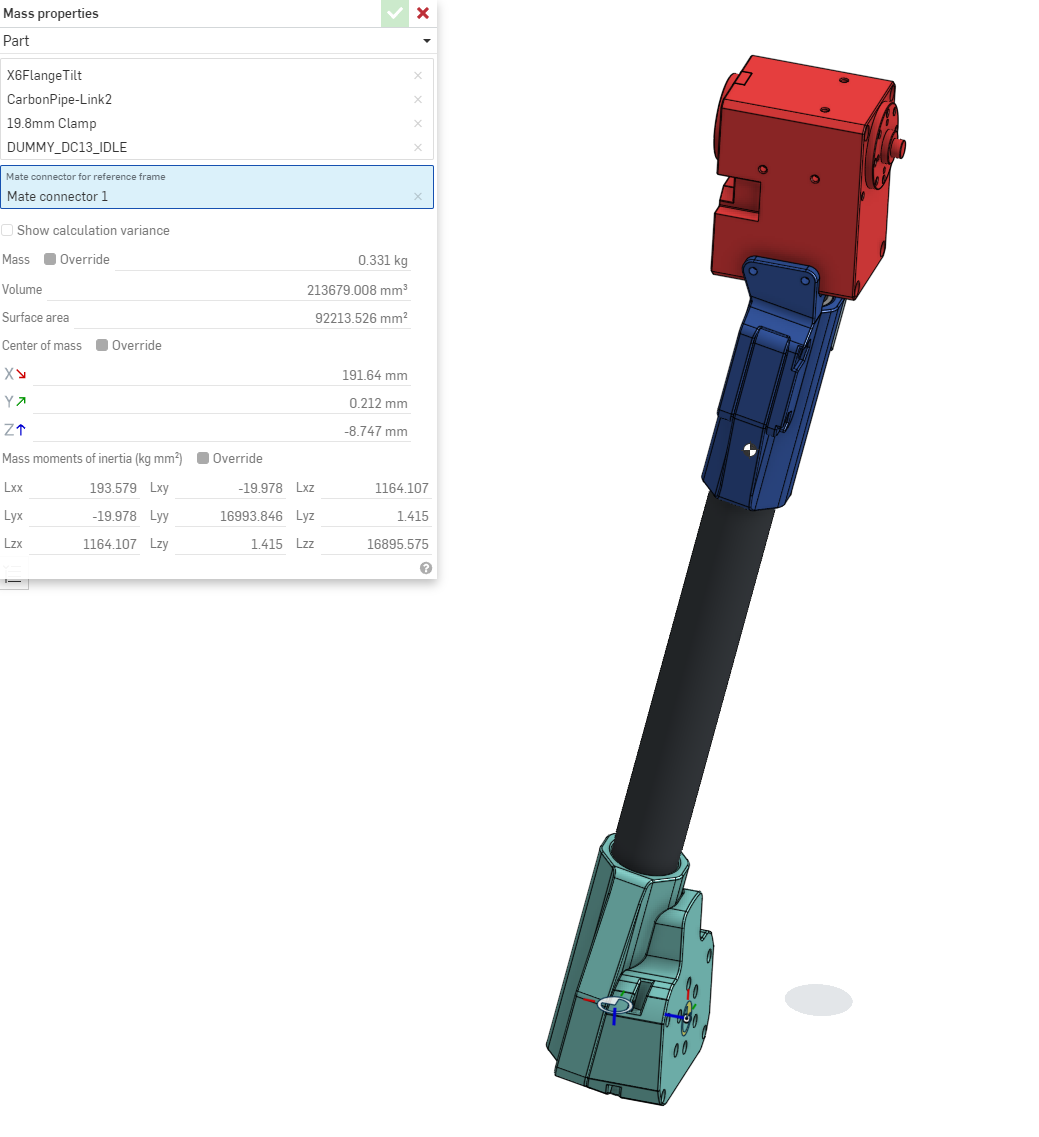 Mass properties
Part
X6FlangeTilt
CarbonPipe-Link2
19.8mm Clamp
DUMMY_DC13_IDLE
Mate connector for reference frame
Mate connector 1
Show calculation variance
Mass Override 0.331 kg
Volume 213679.008 mm³
Surface area 92213.526 mm²
Center of mass Override
X 191.64 mm
Y 0.212 mm
Z -8.747 mm
Mass moments of inertia (kg mm²) Override
Lxx 193.579 Lxy -19.978 Lxz 1164.107
Lyx -19.978 Lyy 16993.846 Lyz 1.415
Lzx 1164.107 Lzy 1.415 Lzz 16895.575